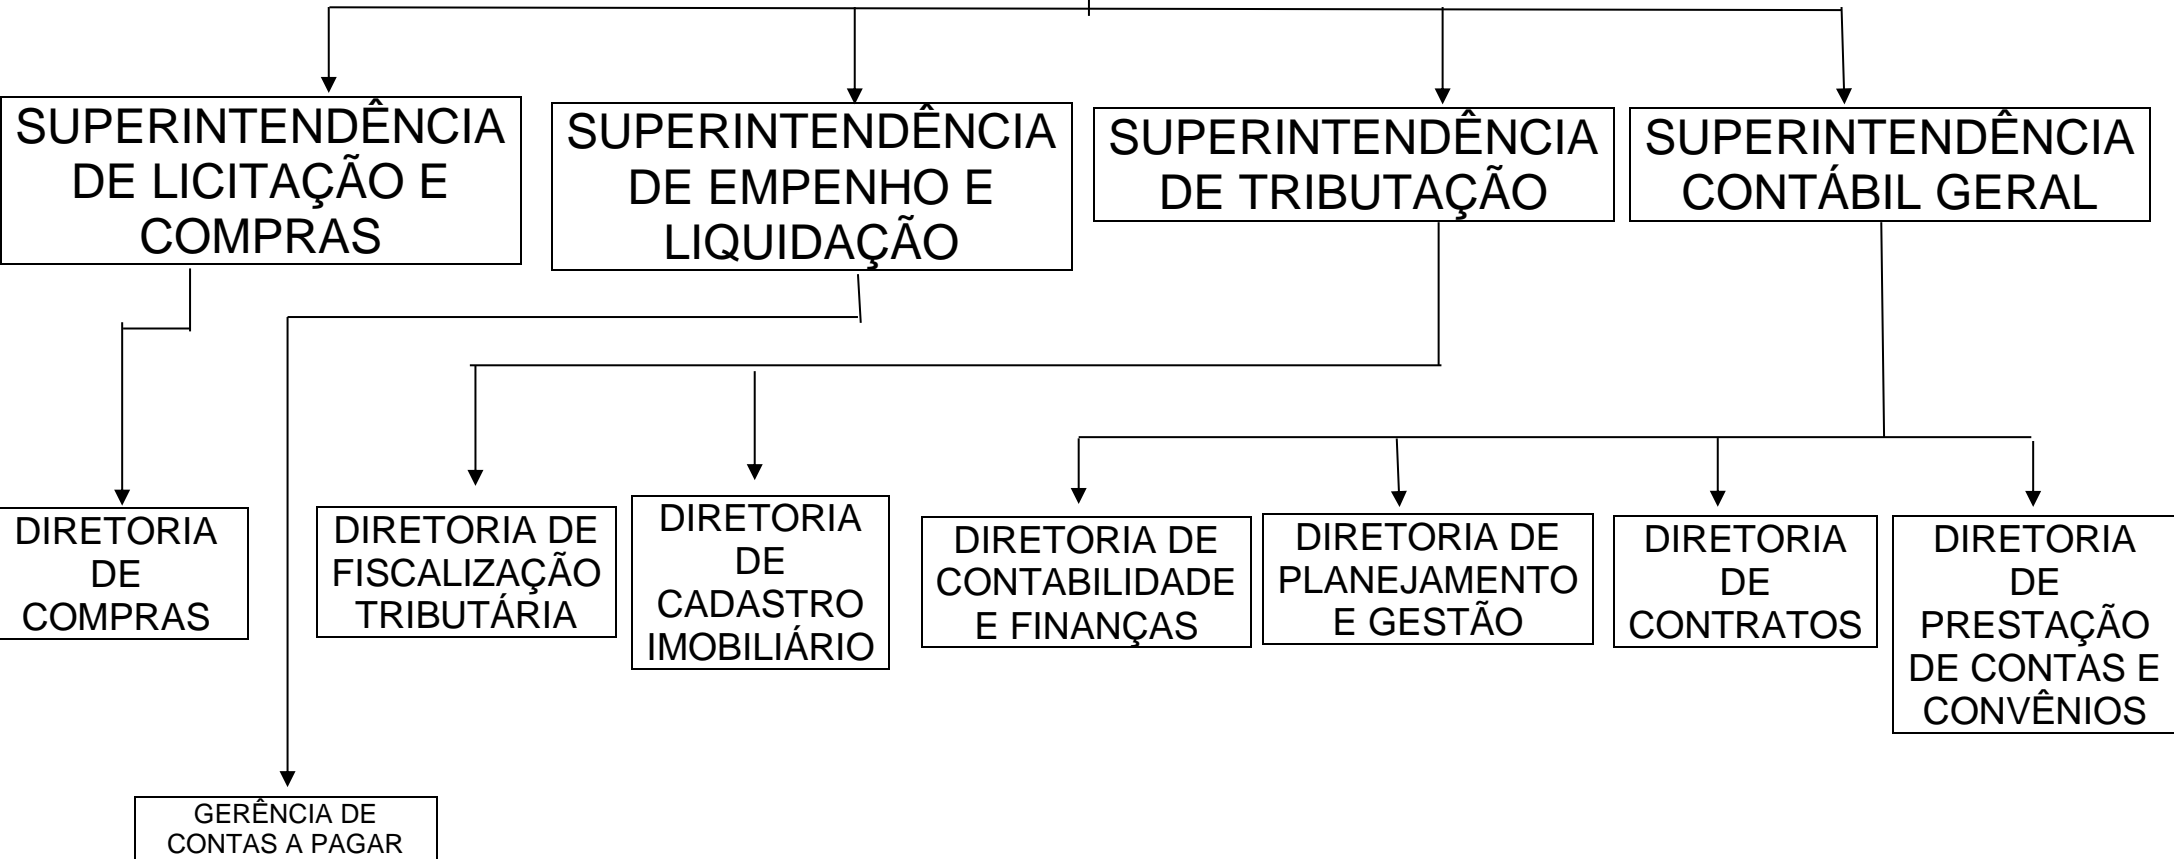 SUPERINTENDÊNCIA
DE LICITAÇÃO E
COMPRAS
SUPERINTENDÊNCIA
DE EMPENHO E
LIQUIDAÇÃO
SUPERINTENDÊNCIA
DE TRIBUTAÇÃO
SUPERINTENDÊNCIA
CONTÁBIL GERAL
DIRETORIA
DE
COMPRAS
DIRETORIA DE
FISCALIZAÇÃO
TRIBUTÁRIA
DIRETORIA
DE
CADASTRO
IMOBILIÁRIO
DIRETORIA DE
CONTABILIDADE
E FINANÇAS
DIRETORIA DE
PLANEJAMENTO
E GESTÃO
DIRETORIA
DE
CONTRATOS
DIRETORIA
DE
PRESTAÇÃO
DE CONTAS E
CONVÊNIOS
GERÊNCIA DE
CONTAS A PAGAR